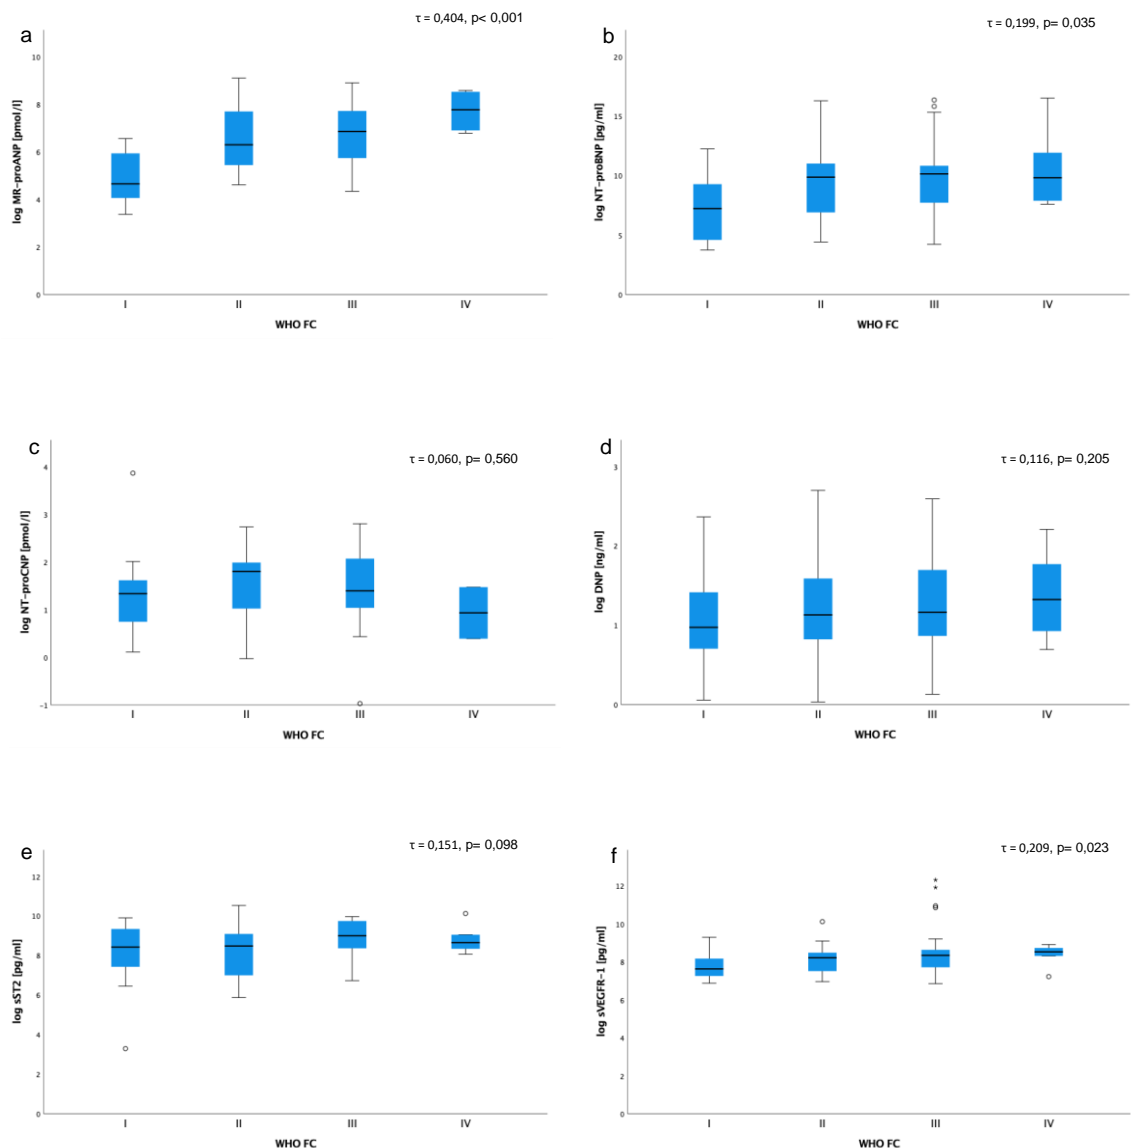 a
τ = 0,404, p< 0,001
log MR-proANP [pmol/l]
10
8
6
4
2
0
I II III IV
WHO FC
b
τ = 0,199, p= 0,035
log NT-proBNP [pg/ml]
20
15
10
5
0
I II III IV
WHO FC
c
τ = 0,060, p= 0,560
log NT-proCNP [pmol/l]
4
3
2
1
0
-1
I II III IV
WHO FC
d
τ = 0,116, p= 0,205
log DNP [ng/ml]
3
2
1
0
I II III IV
WHO FC
e
τ = 0,151, p= 0,098
log sST2 [pg/ml]
12
10
8
6
4
2
0
I II III IV
WHO FC
f
τ = 0,209, p= 0,023
log sVEGFR-1 [pg/ml]
12
10
8
6
4
2
0
I II III IV
WHO FC